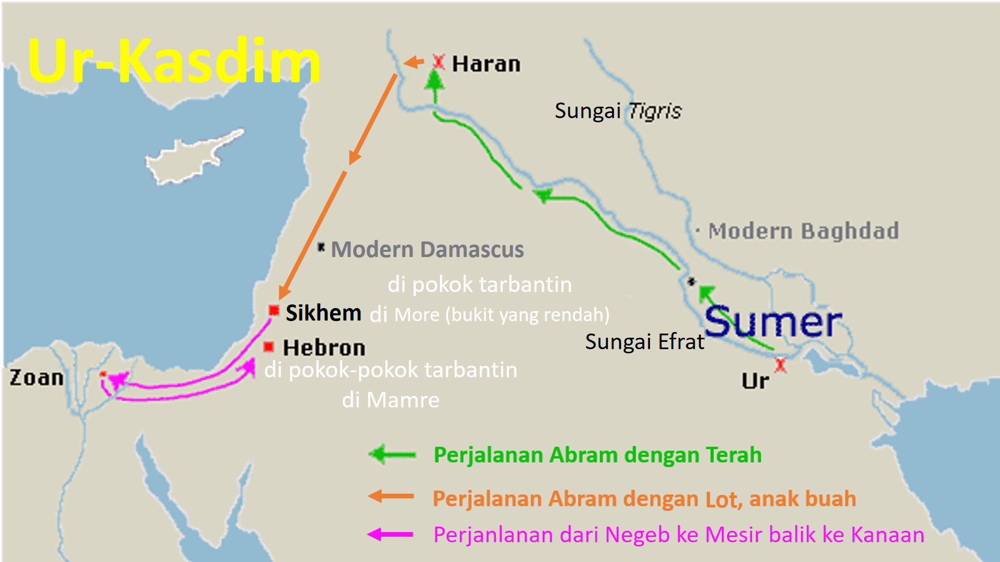 Ur-Kasdim
Haran
Sungai Tigris
Modern Baghdad
Modern Damascus
di pokok tarbantin
Sikhem di More (bukit yang rendah)
Sumer
Sungai Efrat
Hebron
di pokok-pokok tarbantin
di Mamre
Zoan
Ur
Perjalanan Abram dengan Terah
Perjalanan Abram dengan Lot, anak buah
Perjanlanan dari Negeb ke Mesir balik ke Kanaan